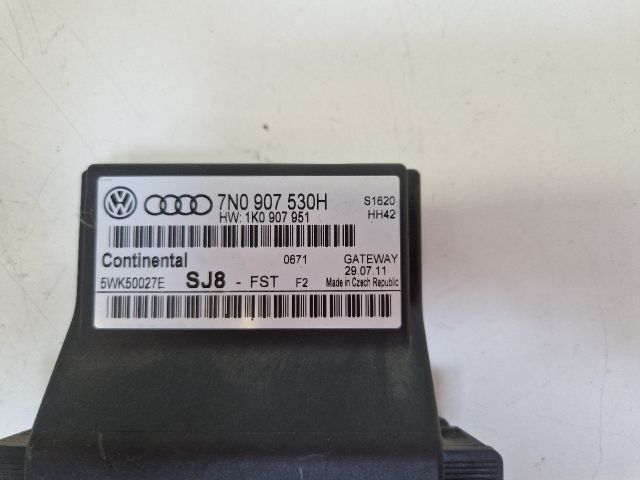 7N0 907 530H S1620
HW: 1K0 907 951 HH42
Continental 0671 GATEWAY
29.07.11
5WK50027E SJ8 - FST F2 Made in Czech Republic